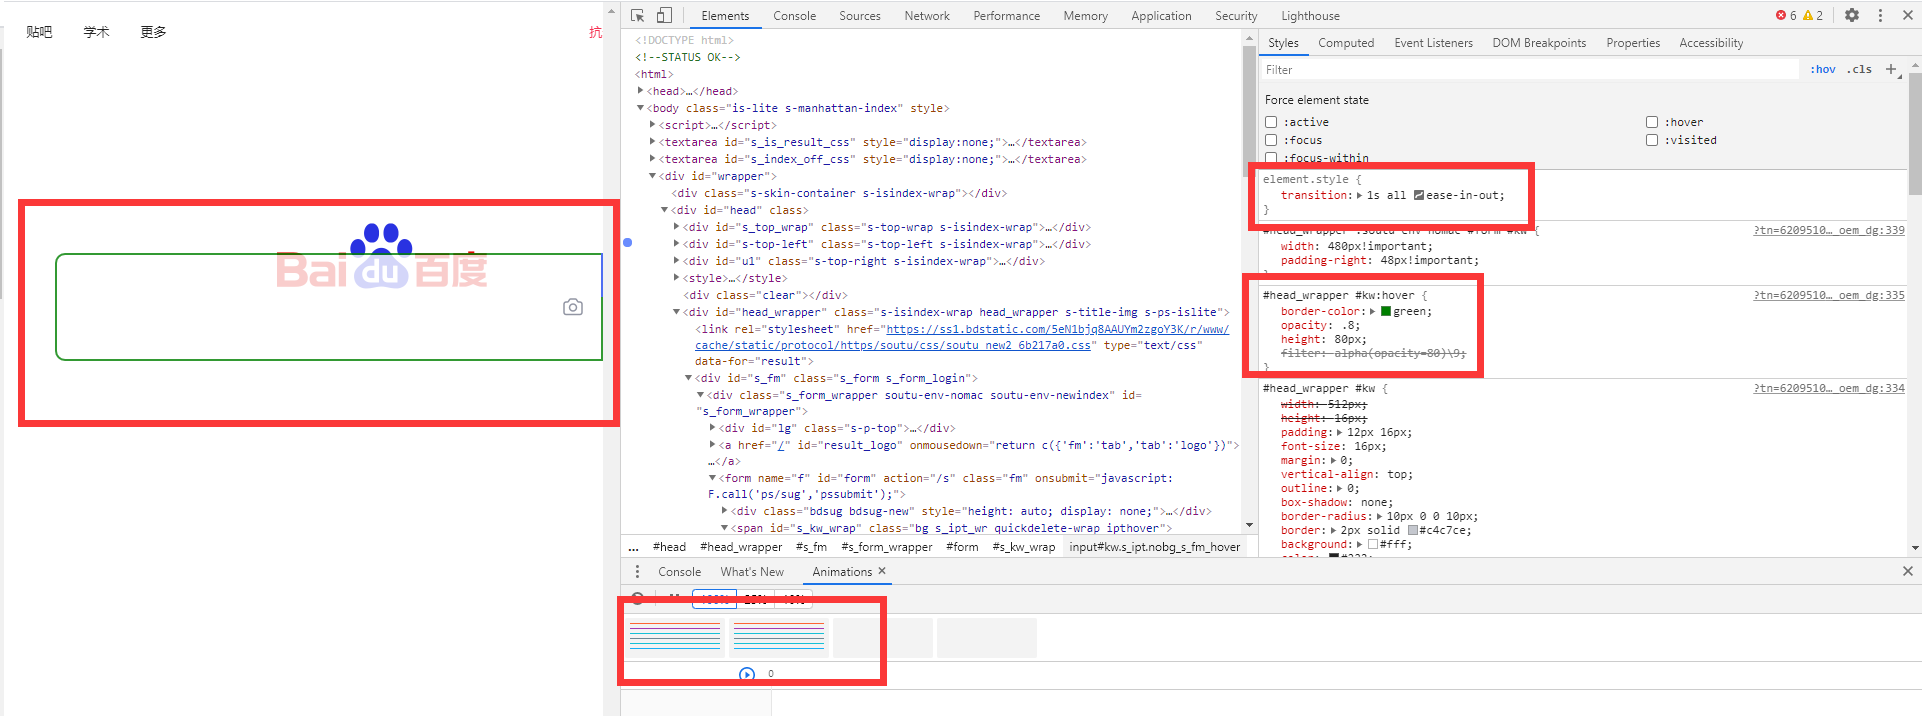 贴吧 学术 更多 抗
Bai du 百度
Elements Console Sources Network Performance Memory Application Security Lighthouse 6 2
<!DOCTYPE html>
<!--STATUS OK-->
<html>
<head>…</head>
<body class="is-lite s-manhattan-index" style>
<script>…</script>
<textarea id="s_is_result_css" style="display:none;">…</textarea>
<textarea id="s_index_off_css" style="display:none;">…</textarea>
<div id="wrapper">
<div class="s-skin-container s-isindex-wrap"></div>
<div id="head" class>
<div id="s_top_wrap" class="s-top-wrap s-isindex-wrap">…</div>
<div id="s-top-left" class="s-top-left s-isindex-wrap">…</div>
<div id="u1" class="s-top-right s-isindex-wrap">…</div>
<style>…</style>
<div class="clear"></div>
<div id="head_wrapper" class="s-isindex-wrap head_wrapper s-title-img s-ps-islite">
<link rel="stylesheet" href="https://ss1.bdstatic.com/5eN1bjq8AAUYm2zgoY3K/r/www/
cache/static/protocol/https/soutu/css/soutu_new2_6b217a0.css" type="text/css"
data-for="result">
<div id="s_fm" class="s_form s_form_login">
<div class="s_form_wrapper soutu-env-nomac soutu-env-newindex" id=
"s_form_wrapper">
<div id="lg" class="s-p-top">…</div>
<a href="/" id="result_logo" onmousedown="return c({'fm':'tab','tab':'logo'})">
…</a>
<form name="f" id="form" action="/s" class="fm" onsubmit="javascript:
F.call('ps/sug','pssubmit');">
<div class="bdsug bdsug-new" style="height: auto; display: none;">…</div>
<span id="s_kw_wrap" class="bg s_ipt_wr quickdelete-wrap ipthover">
… #head #head_wrapper #s_fm #s_form_wrapper #form #s_kw_wrap input#kw.s_ipt.nobg_s_fm_hover
Styles Computed Event Listeners DOM Breakpoints Properties Accessibility
Filter :hov .cls +
Force element state
:active :hover
:focus :visited
:focus-within
element.style {
transition: 1s all ease-in-out;
}
#head_wrapper .soutu-env-nomac #form #kw { ?tn=6209510…_oem_dg:339
width: 480px!important;
padding-right: 48px!important;
}
#head_wrapper #kw:hover { ?tn=6209510…_oem_dg:335
border-color: green;
opacity: .8;
height: 80px;
filter: alpha(opacity=80)\9;
}
#head_wrapper #kw { ?tn=6209510…_oem_dg:334
width: 512px;
height: 16px;
padding: 12px 16px;
font-size: 16px;
margin: 0;
vertical-align: top;
outline: 0;
box-shadow: none;
border-radius: 10px 0 0 10px;
border: 2px solid #c4c7ce;
background: #fff;
color: #222;
Console What's New Animations ×
100% 25% 10%
0